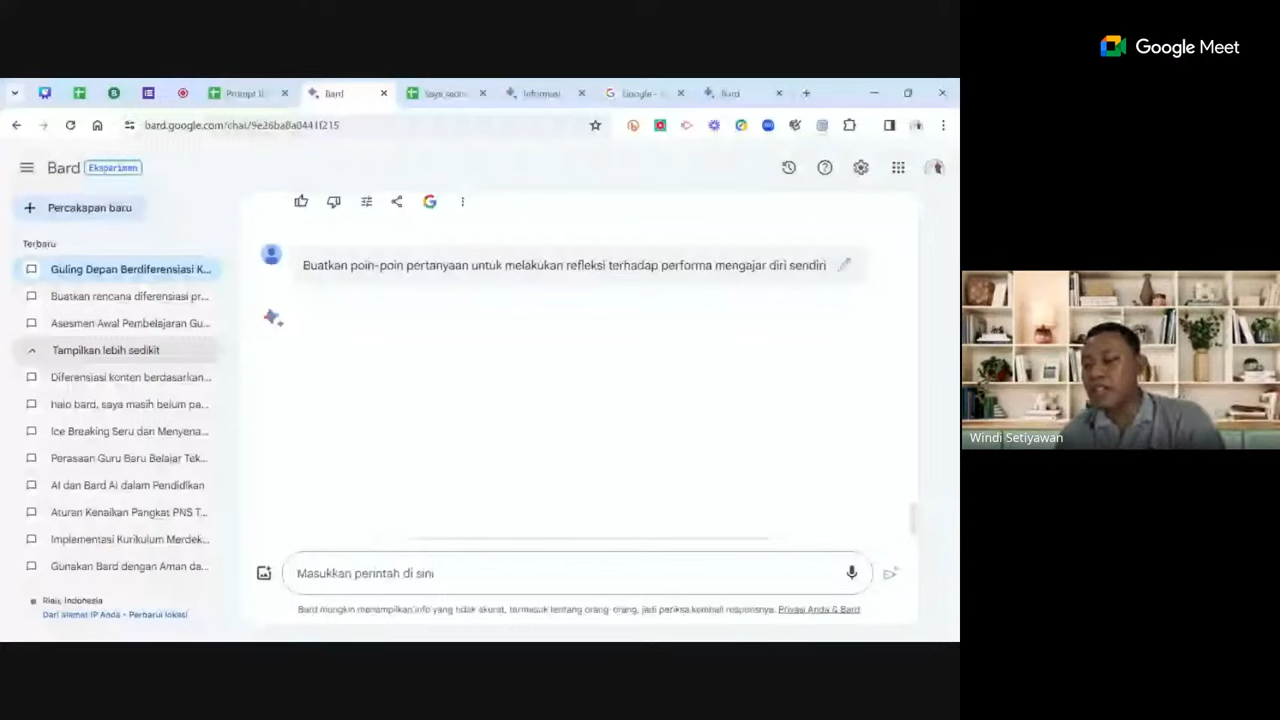 Google Meet
Bard
Google -
Bard
bard.google.com/chat/9e26ba8a0441f215
Bard Eksperimen
Percakapan baru
Terbaru
Guling Depan Berdiferensiasi K...
Buatkan rencana diferensiasi pr...
Asesmen Awal Pembelajaran Gu...
Tampilkan lebih sedikit
Diferensiasi konten berdasarkan...
halo bard, saya masih belum pa...
Ice Breaking Seru dan Menyena...
Perasaan Guru Baru Belajar Tek...
AI dan Bard AI dalam Pendidikan
Aturan Kenaikan Pangkat PNS T...
Implementasi Kurikulum Merdek...
Gunakan Bard dengan Aman da...
Riau, Indonesia
Dari alamat IP Anda • Perbarui lokasi
Buatkan poin-poin pertanyaan untuk melakukan refleksi terhadap performa mengajar diri sendiri
Masukkan perintah di sini
Bard mungkin menampilkan info yang tidak akurat, termasuk tentang orang-orang, jadi periksa kembali responsnya. Privasi Anda & Bard
Windi Setiyawan